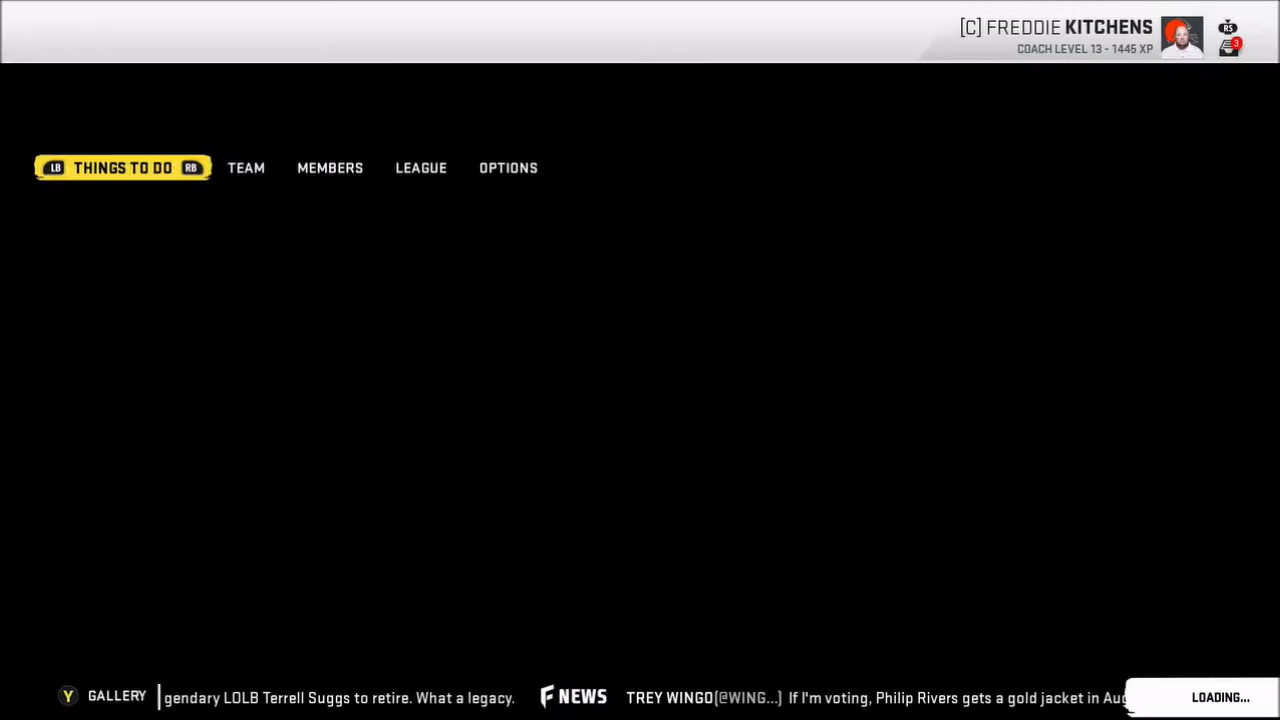 [C] FREDDIE KITCHENS
COACH LEVEL 13 - 1445 XP
RS
3
LB THINGS TO DO RB TEAM MEMBERS LEAGUE OPTIONS
Y GALLERY gendary LOLB Terrell Suggs to retire. What a legacy. F NEWS TREY WINGO(@WING...) If I'm voting, Philip Rivers gets a gold jacket in Aug LOADING...